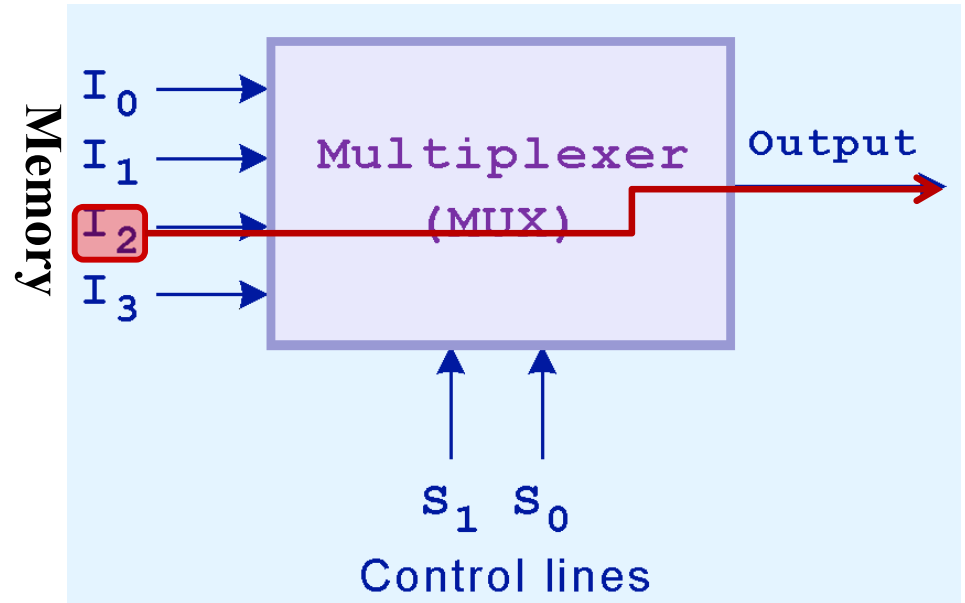 Memory
I0
I1
I2
I3
Multiplexer
(MUX)
Output
S1 S0
Control lines